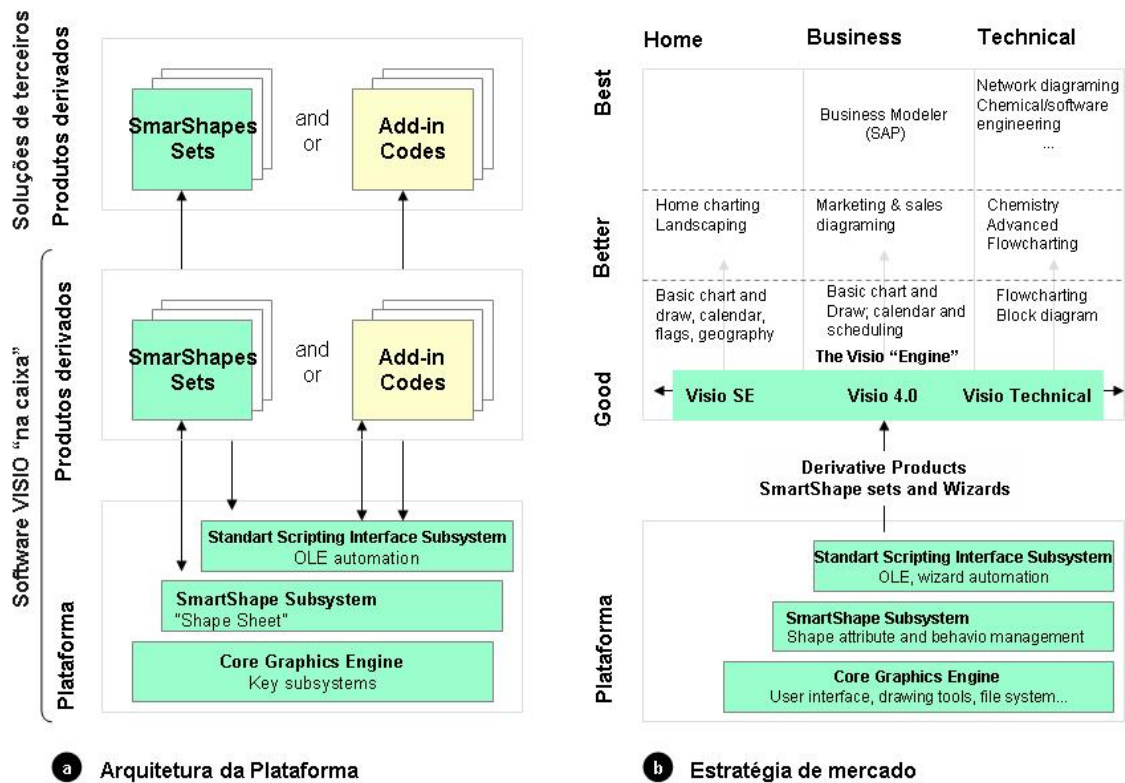 Soluções de terceiros
Produtos derivados
SmarShapes
Sets
and
or
Add-in
Codes
Software VISIO “na caixa”
Produtos derivados
SmarShapes
Sets
and
or
Add-in
Codes
Plataforma
Standart Scripting Interface Subsystem
OLE automation
SmartShape Subsystem
"Shape Sheet"
Core Graphics Engine
Key subsystems
a Arquitetura da Plataforma
Home Business Technical
Best
Business Modeler
(SAP)
Network diagraming
Chemical/software
engineering
...
Better
Home charting
Landscaping
Marketing & sales
diagraming
Chemistry
Advanced
Flowcharting
Good
Basic chart and
draw, calendar,
flags, geography
Basic chart and
Draw; calendar and
scheduling
Flowcharting
Block diagram
The Visio “Engine”
Visio SE Visio 4.0 Visio Technical
Derivative Products
SmartShape sets and Wizards
Plataforma
Standart Scripting Interface Subsystem
OLE, wizard automation
SmartShape Subsystem
Shape attribute and behavio management
Core Graphics Engine
User interface, drawing tools, file system...
b Estratégia de mercado